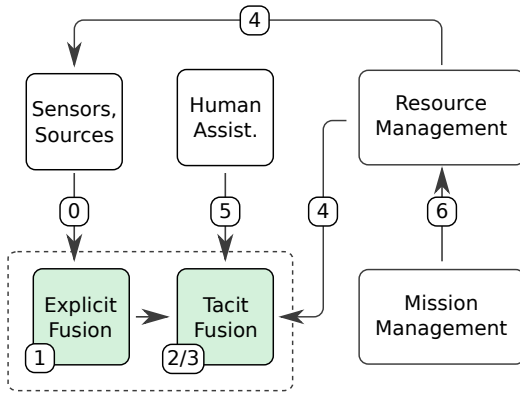 4
Sensors,
Sources
Human
Assist.
Resource
Management
0
5
4
6
Explicit
Fusion
1
Tacit
Fusion
2/3
Mission
Management